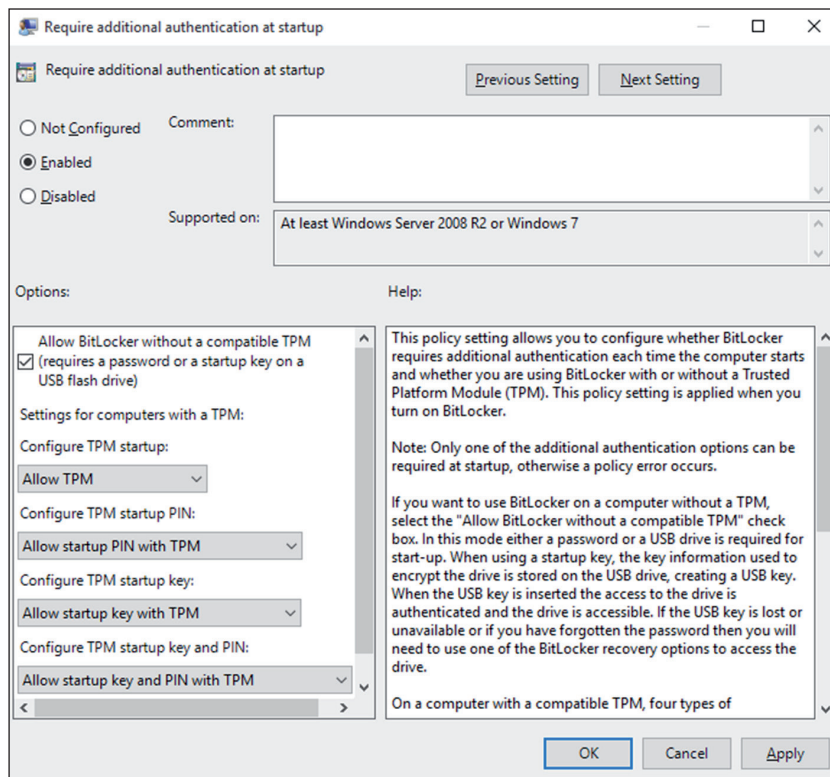 Require additional authentication at startup
Require additional authentication at startup
Previous Setting
Next Setting
Not Configured
Comment:
Enabled
Disabled
Supported on:
At least Windows Server 2008 R2 or Windows 7
Options:
Help:
Allow BitLocker without a compatible TPM
(requires a password or a startup key on a
USB flash drive)
Settings for computers with a TPM:
Configure TPM startup:
Allow TPM
Configure TPM startup PIN:
Allow startup PIN with TPM
Configure TPM startup key:
Allow startup key with TPM
Configure TPM startup key and PIN:
Allow startup key and PIN with TPM
This policy setting allows you to configure whether BitLocker
requires additional authentication each time the computer starts
and whether you are using BitLocker with or without a Trusted
Platform Module (TPM). This policy setting is applied when you
turn on BitLocker.
Note: Only one of the additional authentication options can be
required at startup, otherwise a policy error occurs.
If you want to use BitLocker on a computer without a TPM,
select the "Allow BitLocker without a compatible TPM" check
box. In this mode either a password or a USB drive is required for
start-up. When using a startup key, the key information used to
encrypt the drive is stored on the USB drive, creating a USB key.
When the USB key is inserted the access to the drive is
authenticated and the drive is accessible. If the USB key is lost or
unavailable or if you have forgotten the password then you will
need to use one of the BitLocker recovery options to access the
drive.
On a computer with a compatible TPM, four types of
OK
Cancel
Apply